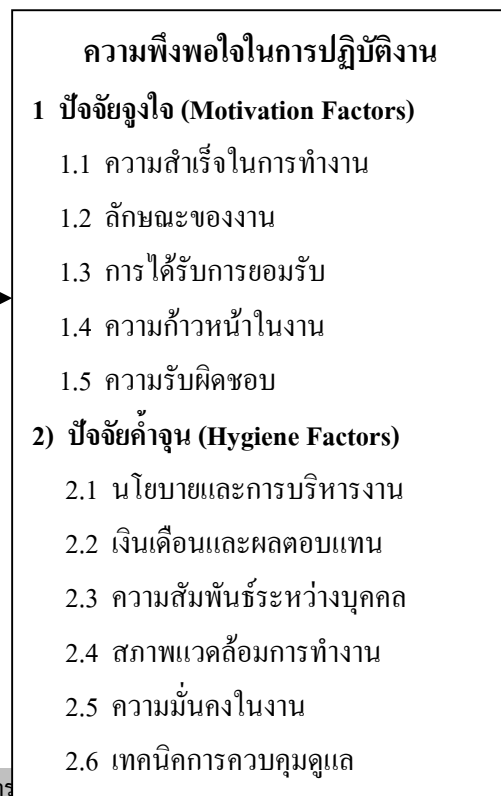 ความพึงพอใจในการปฏิบัติงาน
1 ปัจจัยจูงใจ (Motivation Factors)
1.1 ความสำเร็จในการทำงาน
1.2 ลักษณะของงาน
1.3 การได้รับการยอมรับ
1.4 ความก้าวหน้าในงาน
1.5 ความรับผิดชอบ
2) ปัจจัยค้ำจุน (Hygiene Factors)
2.1 นโยบายและการบริหารงาน
2.2 เงินเดือนและผลตอบแทน
2.3 ความสัมพันธ์ระหว่างบุคคล
2.4 สภาพแวดล้อมการทำงาน
2.5 ความมั่นคงในงาน
2.6 เทคนิคการควบคุมดูแล